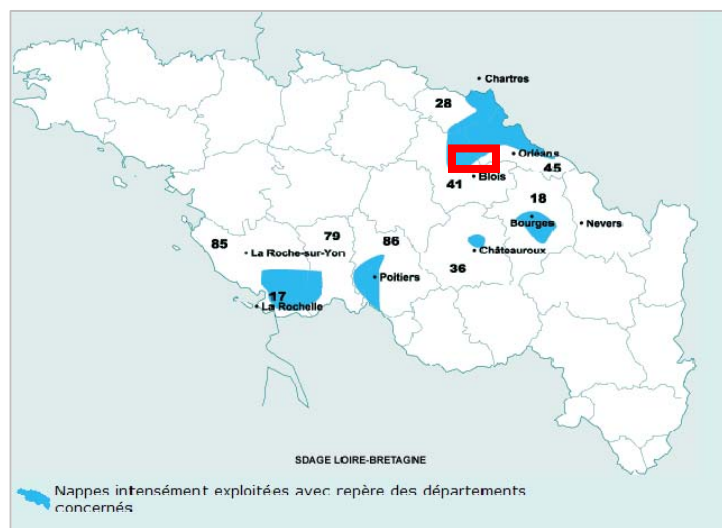 Chartres
28
Orléans
45
41
Blois
18
Bourges
Nevers
85
79
86
La Roche-sur-Yon
Châteauroux
36
Poitiers
17
La Rochelle
SDAGE LOIRE-BRETAGNE
Nappes intensément exploitées avec repère des départements
concernés